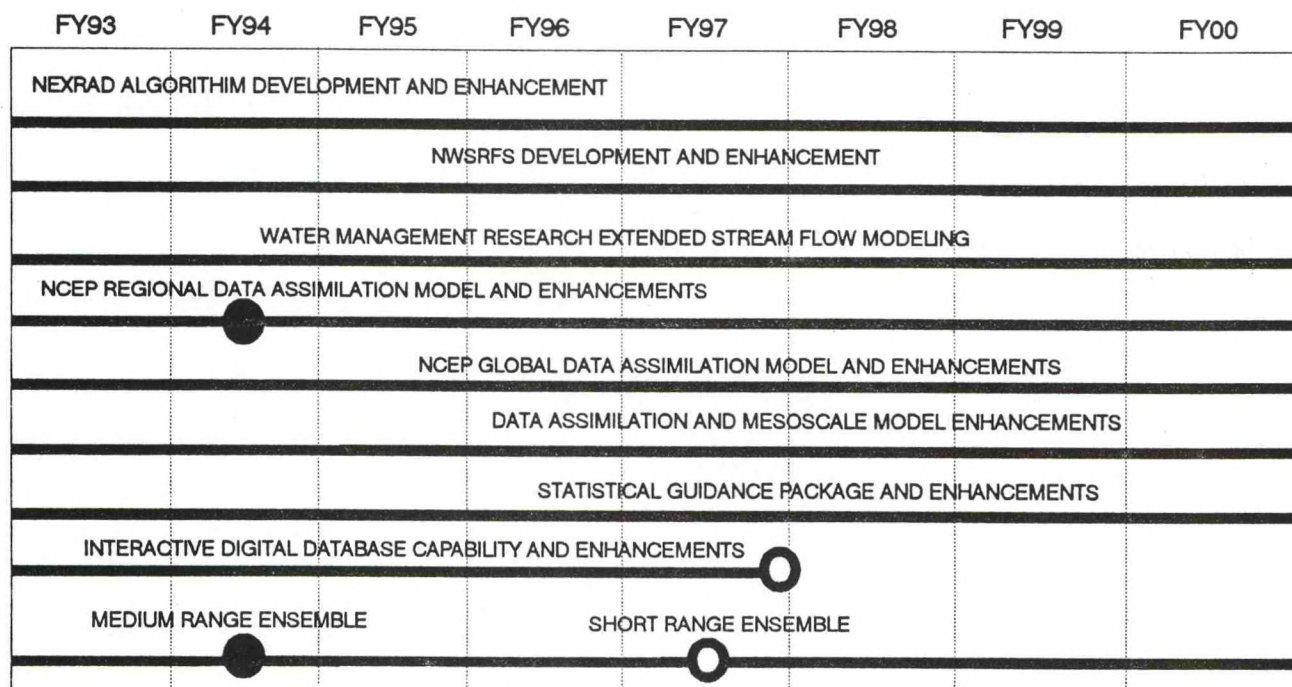 FY93 FY94 FY95 FY96 FY97 FY98 FY99 FY00
NEXRAD ALGORITHIM DEVELOPMENT AND ENHANCEMENT
NWSRFS DEVELOPMENT AND ENHANCEMENT
WATER MANAGEMENT RESEARCH EXTENDED STREAM FLOW MODELING
NCEP REGIONAL DATA ASSIMILATION MODEL AND ENHANCEMENTS
NCEP GLOBAL DATA ASSIMILATION MODEL AND ENHANCEMENTS
DATA ASSIMILATION AND MESOSCALE MODEL ENHANCEMENTS
STATISTICAL GUIDANCE PACKAGE AND ENHANCEMENTS
INTERACTIVE DIGITAL DATABASE CAPABILITY AND ENHANCEMENTS
MEDIUM RANGE ENSEMBLE SHORT RANGE ENSEMBLE